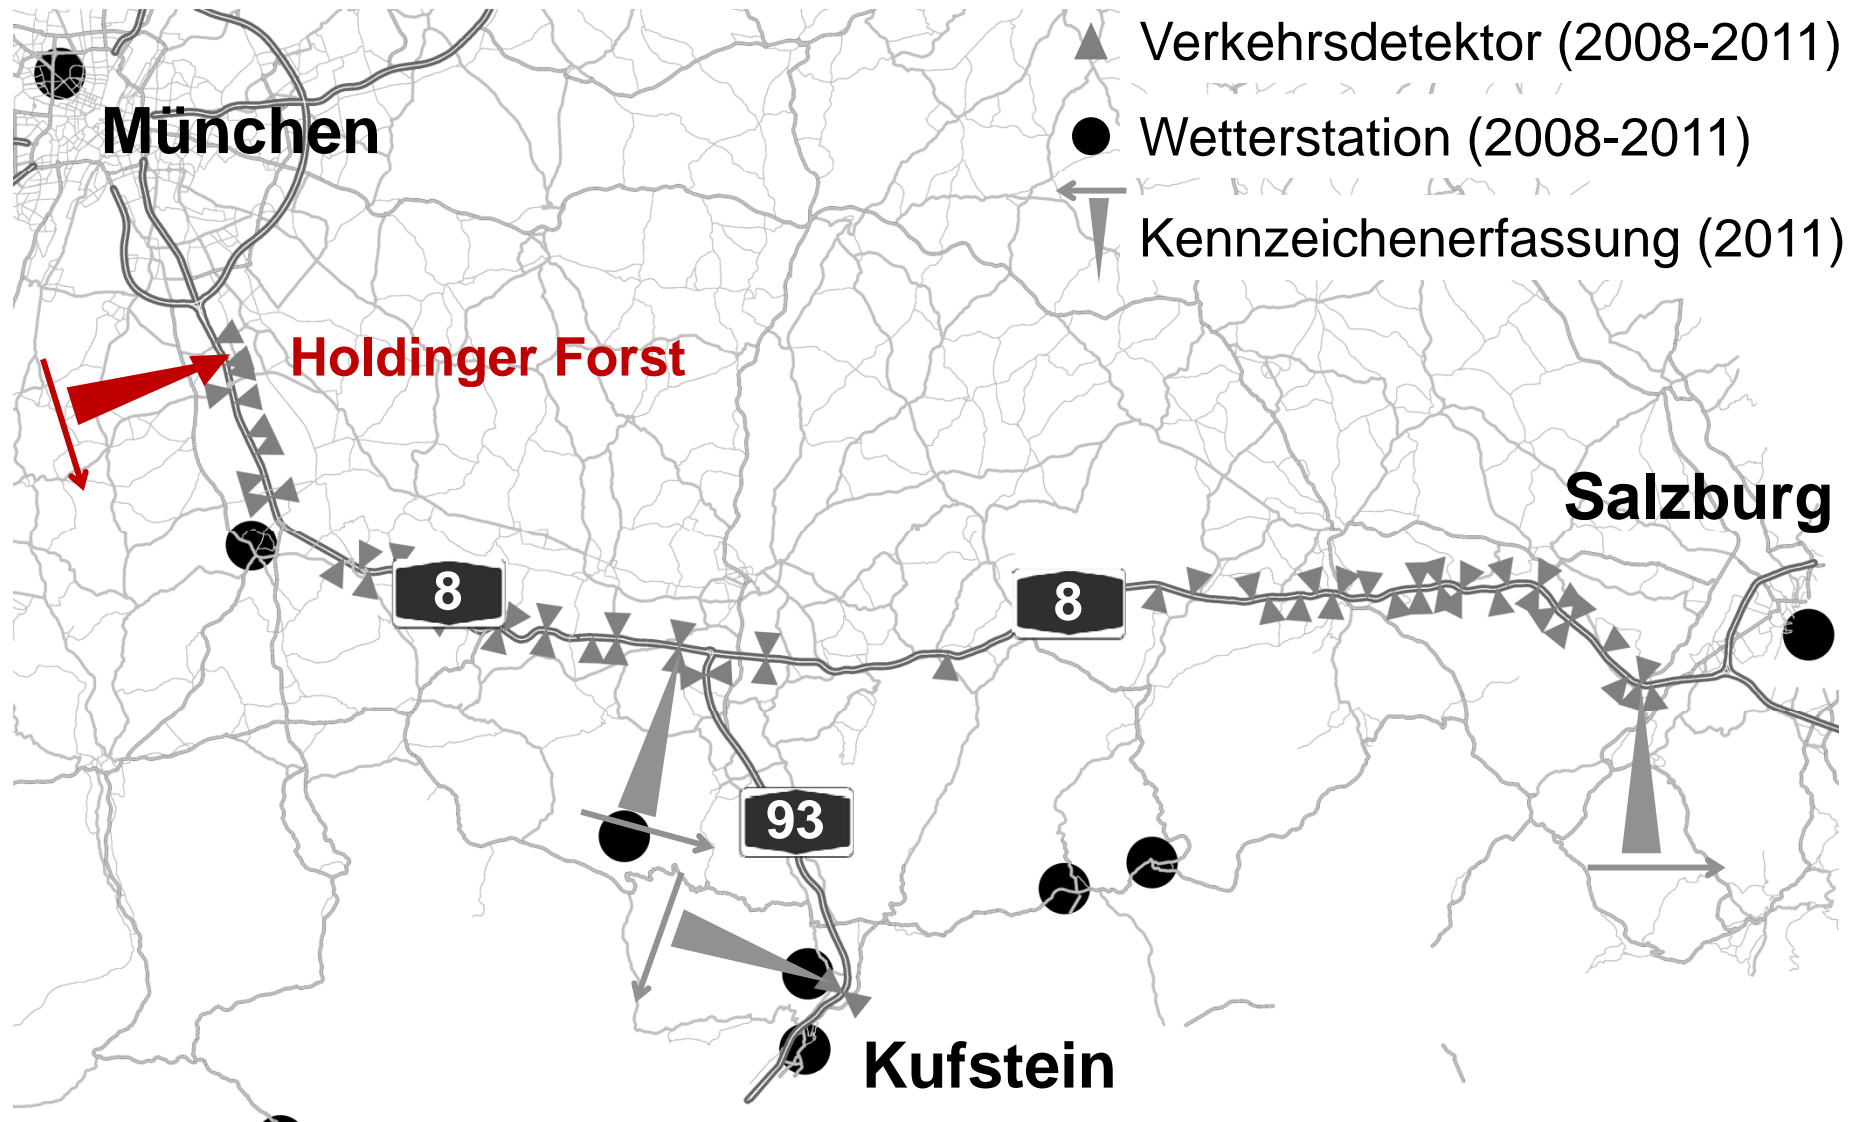 Verkehrsdetektor (2008-2011)
München
Wetterstation (2008-2011)
Kennzeichenerfassung (2011)
Holdinger Forst
Salzburg
8
8
93
Kufstein